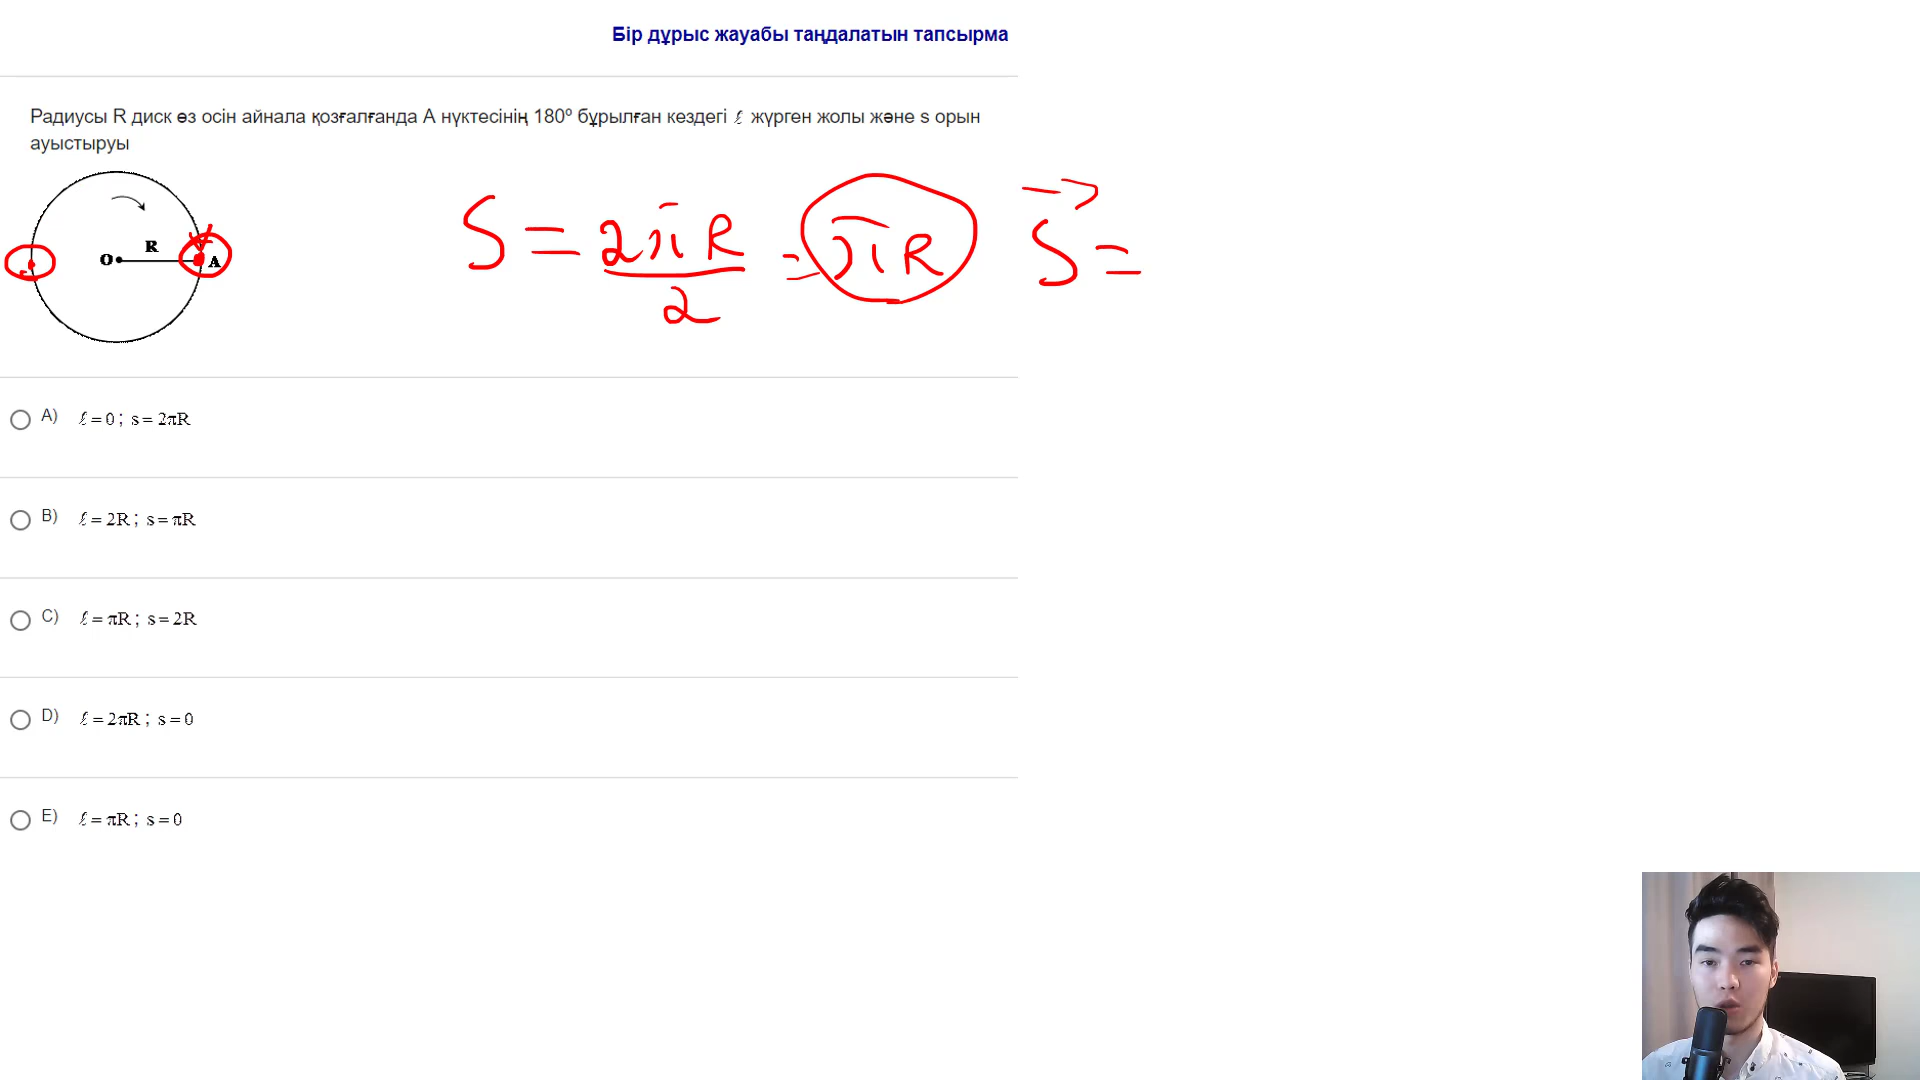 Бір дұрыс жауабы таңдалатын тапсырма
Радиусы R диск өз осін айнала қозғалғанда А нүктесінің 180º бұрылған кездегі ℓ жүрген жолы және s орын
ауыстыруы
O R A
S = 2πR/2 = πR S⃗ =
A) ℓ = 0 ; s = 2πR
B) ℓ = 2R ; s = πR
C) ℓ = πR ; s = 2R
D) ℓ = 2πR ; s = 0
E) ℓ = πR ; s = 0